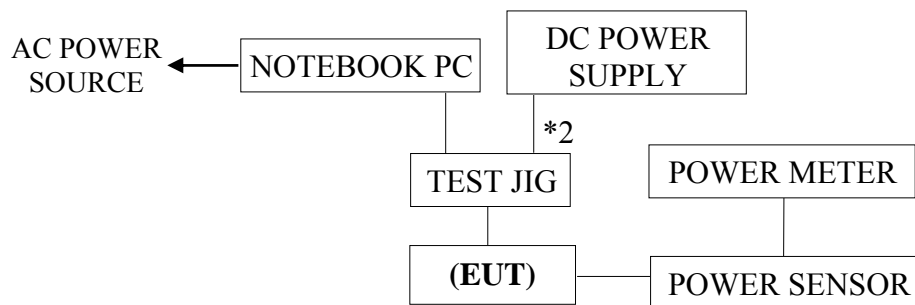 AC POWER
SOURCE
NOTEBOOK PC
DC POWER
SUPPLY
*2
TEST JIG
POWER METER
(EUT)
POWER SENSOR